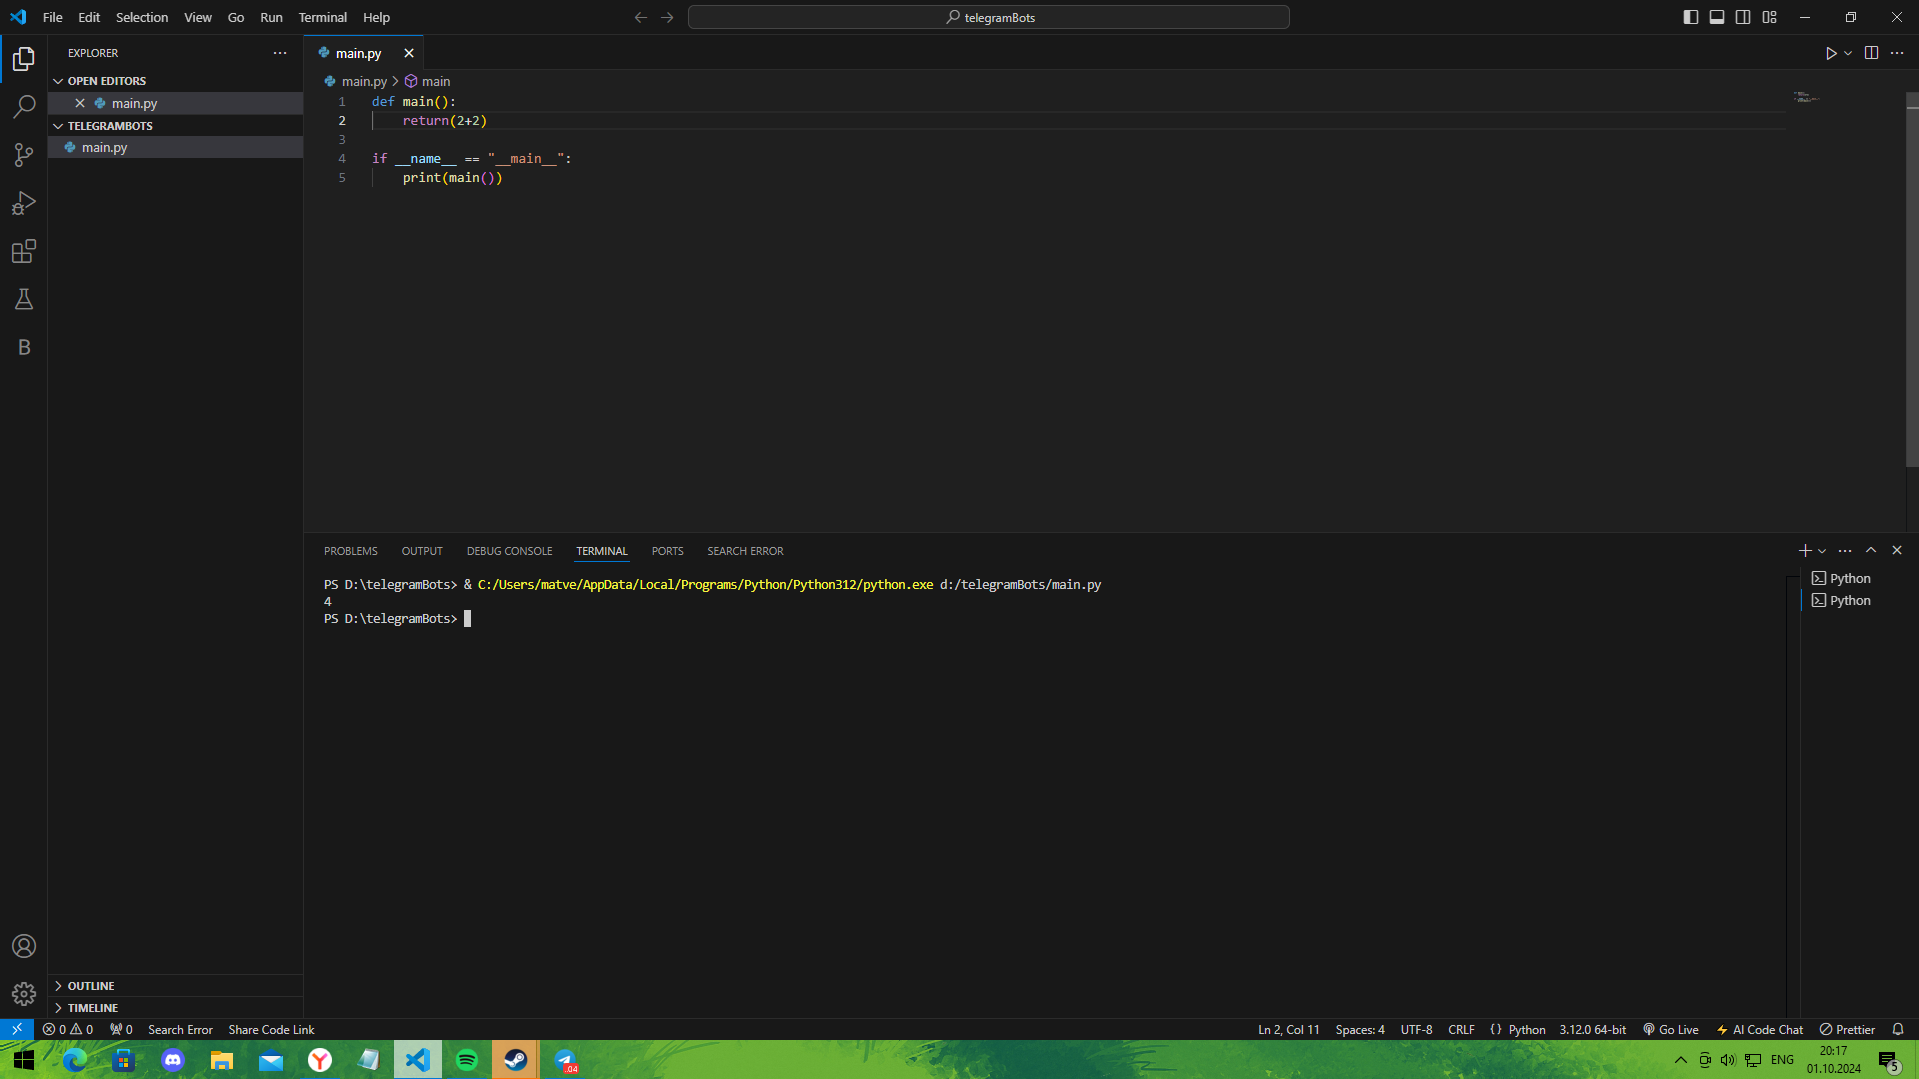 File Edit Selection View Go Run Terminal Help
telegramBots
EXPLORER
OPEN EDITORS
main.py
TELEGRAMBOTS
main.py
OUTLINE
TIMELINE
main.py
main.py > main
1 def main():
2 return(2+2)
3
4 if __name__ == "__main__":
5 print(main())
PROBLEMS OUTPUT DEBUG CONSOLE TERMINAL PORTS SEARCH ERROR
PS D:\telegramBots> & C:/Users/matve/AppData/Local/Programs/Python/Python312/python.exe d:/telegramBots/main.py
4
PS D:\telegramBots>
Python
Python
0 0 0 Search Error Share Code Link
Ln 2, Col 11 Spaces: 4 UTF-8 CRLF {} Python 3.12.0 64-bit Go Live AI Code Chat Prettier
.04
ENG
20:17
01.10.2024
5